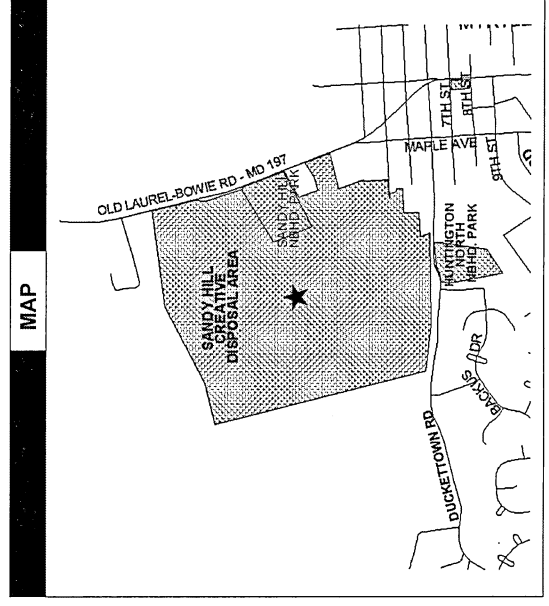 MAP
OLD LAUREL-BOWIE RD - MD 197
SANDY HILL
CREATIVE
DISPOSAL AREA
SANDY HILL
NBHD. PARK
7TH ST
8TH ST
MAPLE AVE
9TH ST
HUNTINGTON
NORTH
NBHD. PARK
BACKUS DR
DUCKETTOWN RD